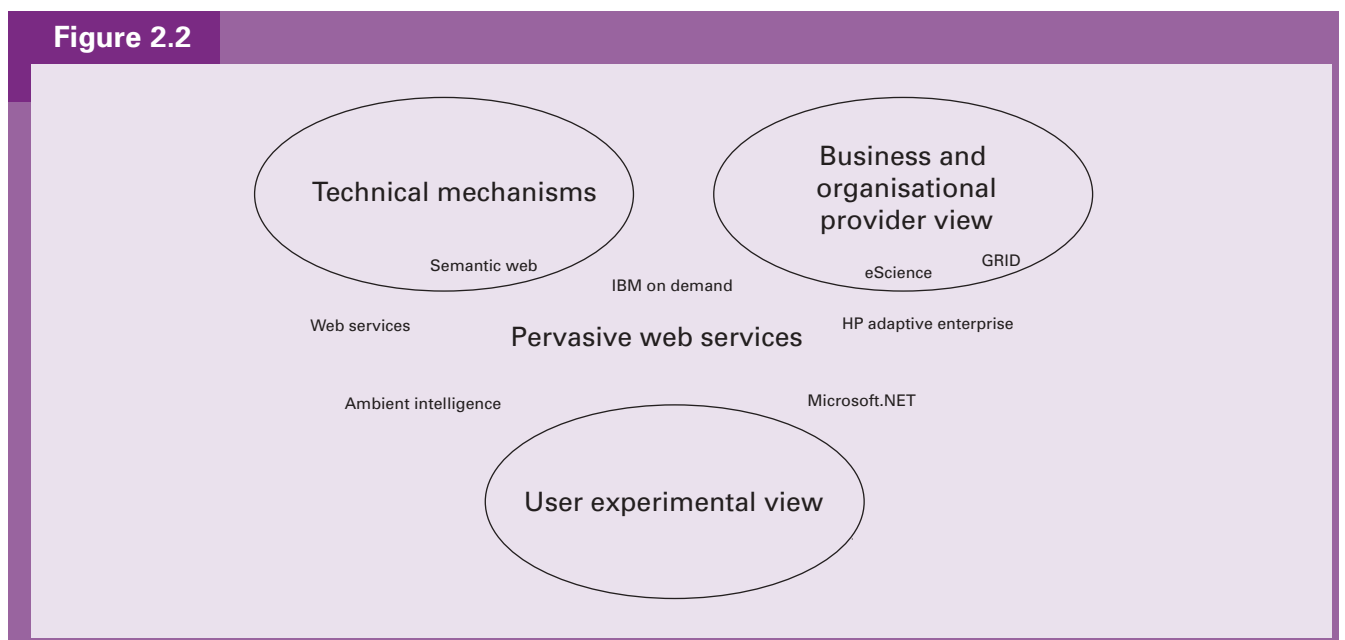 Figure 2.2
Technical mechanisms
Semantic web
Business and
organisational
provider view
eScience
GRID
IBM on demand
Web services
Pervasive web services
HP adaptive enterprise
Ambient intelligence
Microsoft.NET
User experimental view